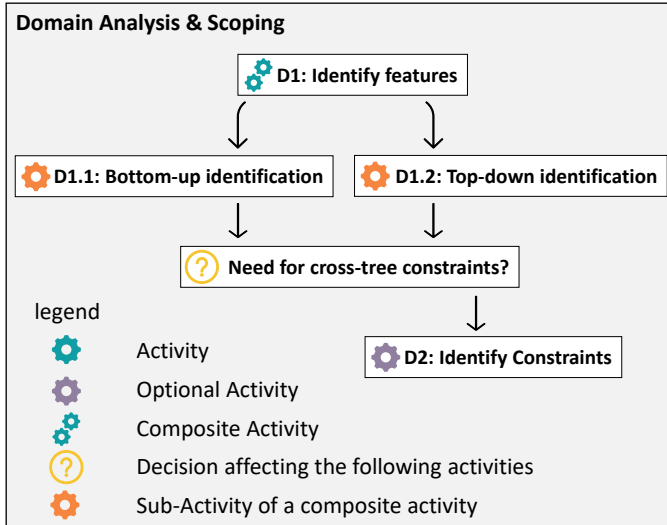 Domain Analysis & Scoping
D1: Identify features
D1.1: Bottom-up identification
D1.2: Top-down identification
? Need for cross-tree constraints?
D2: Identify Constraints
legend
Activity
Optional Activity
Composite Activity
? Decision affecting the following activities
Sub-Activity of a composite activity